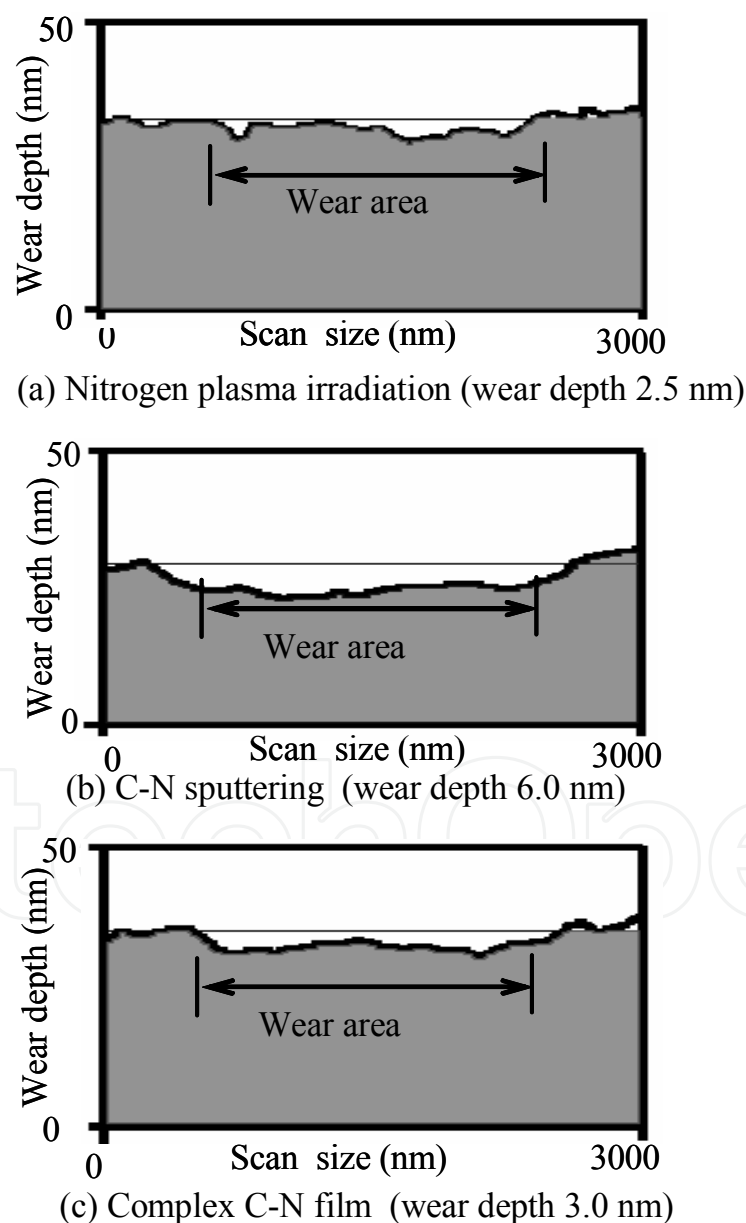 50
Wear depth (nm)
Wear area
0
0 Scan size (nm) 3000
(a) Nitrogen plasma irradiation (wear depth 2.5 nm)
50
Wear depth (nm)
Wear area
0
0 Scan size (nm) 3000
(b) C-N sputtering (wear depth 6.0 nm)
50
Wear depth (nm)
Wear area
0
0 Scan size (nm) 3000
(c) Complex C-N film (wear depth 3.0 nm)